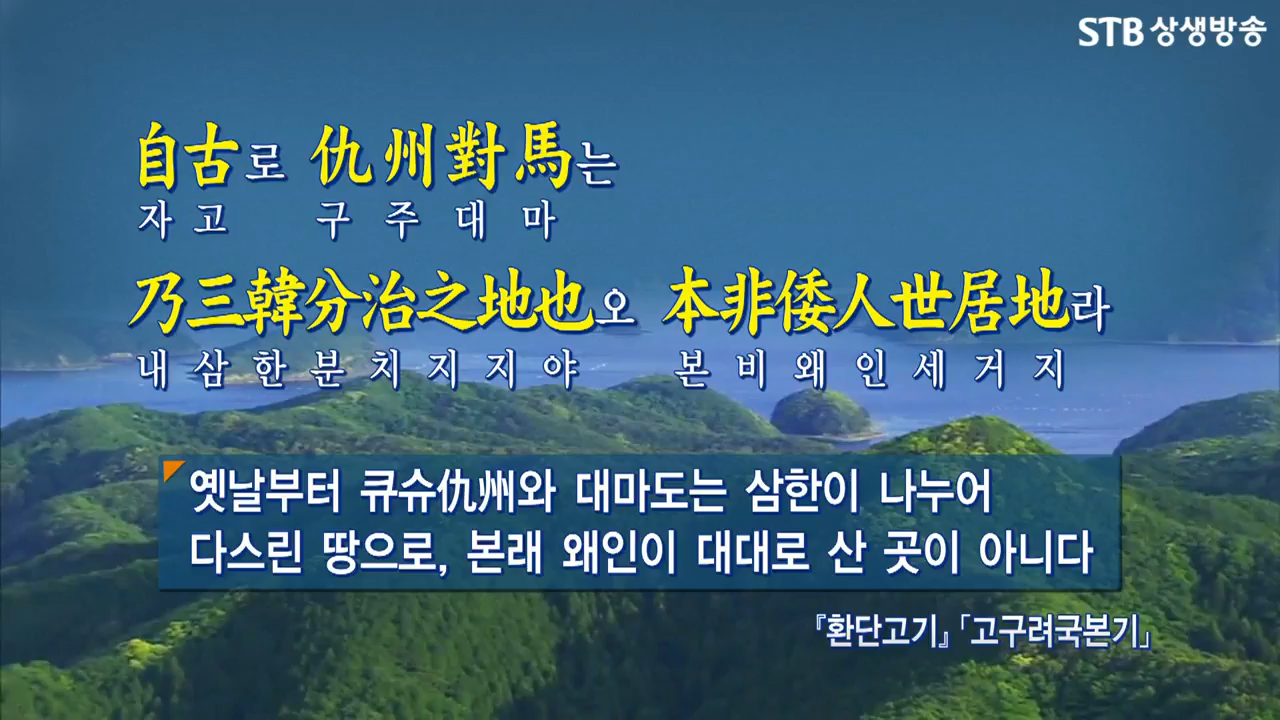 STB 상생방송
自古로 仇州對馬는
자고 구주대마
乃三韓分治之地也오 本非倭人世居地라
내삼한분치지지야 본비왜인세거지
옛날부터 큐슈仇州와 대마도는 삼한이 나누어
다스린 땅으로, 본래 왜인이 대대로 산 곳이 아니다
『환단고기』「고구려국본기」